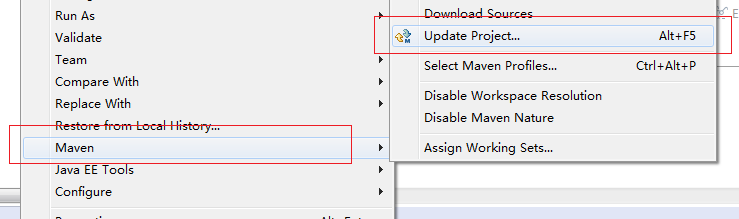 Run As
Validate
Team
Compare With
Replace With
Restore from Local History...
Maven
Java EE Tools
Configure
Download Sources
Update Project... Alt+F5
Select Maven Profiles... Ctrl+Alt+P
Disable Workspace Resolution
Disable Maven Nature
Assign Working Sets...